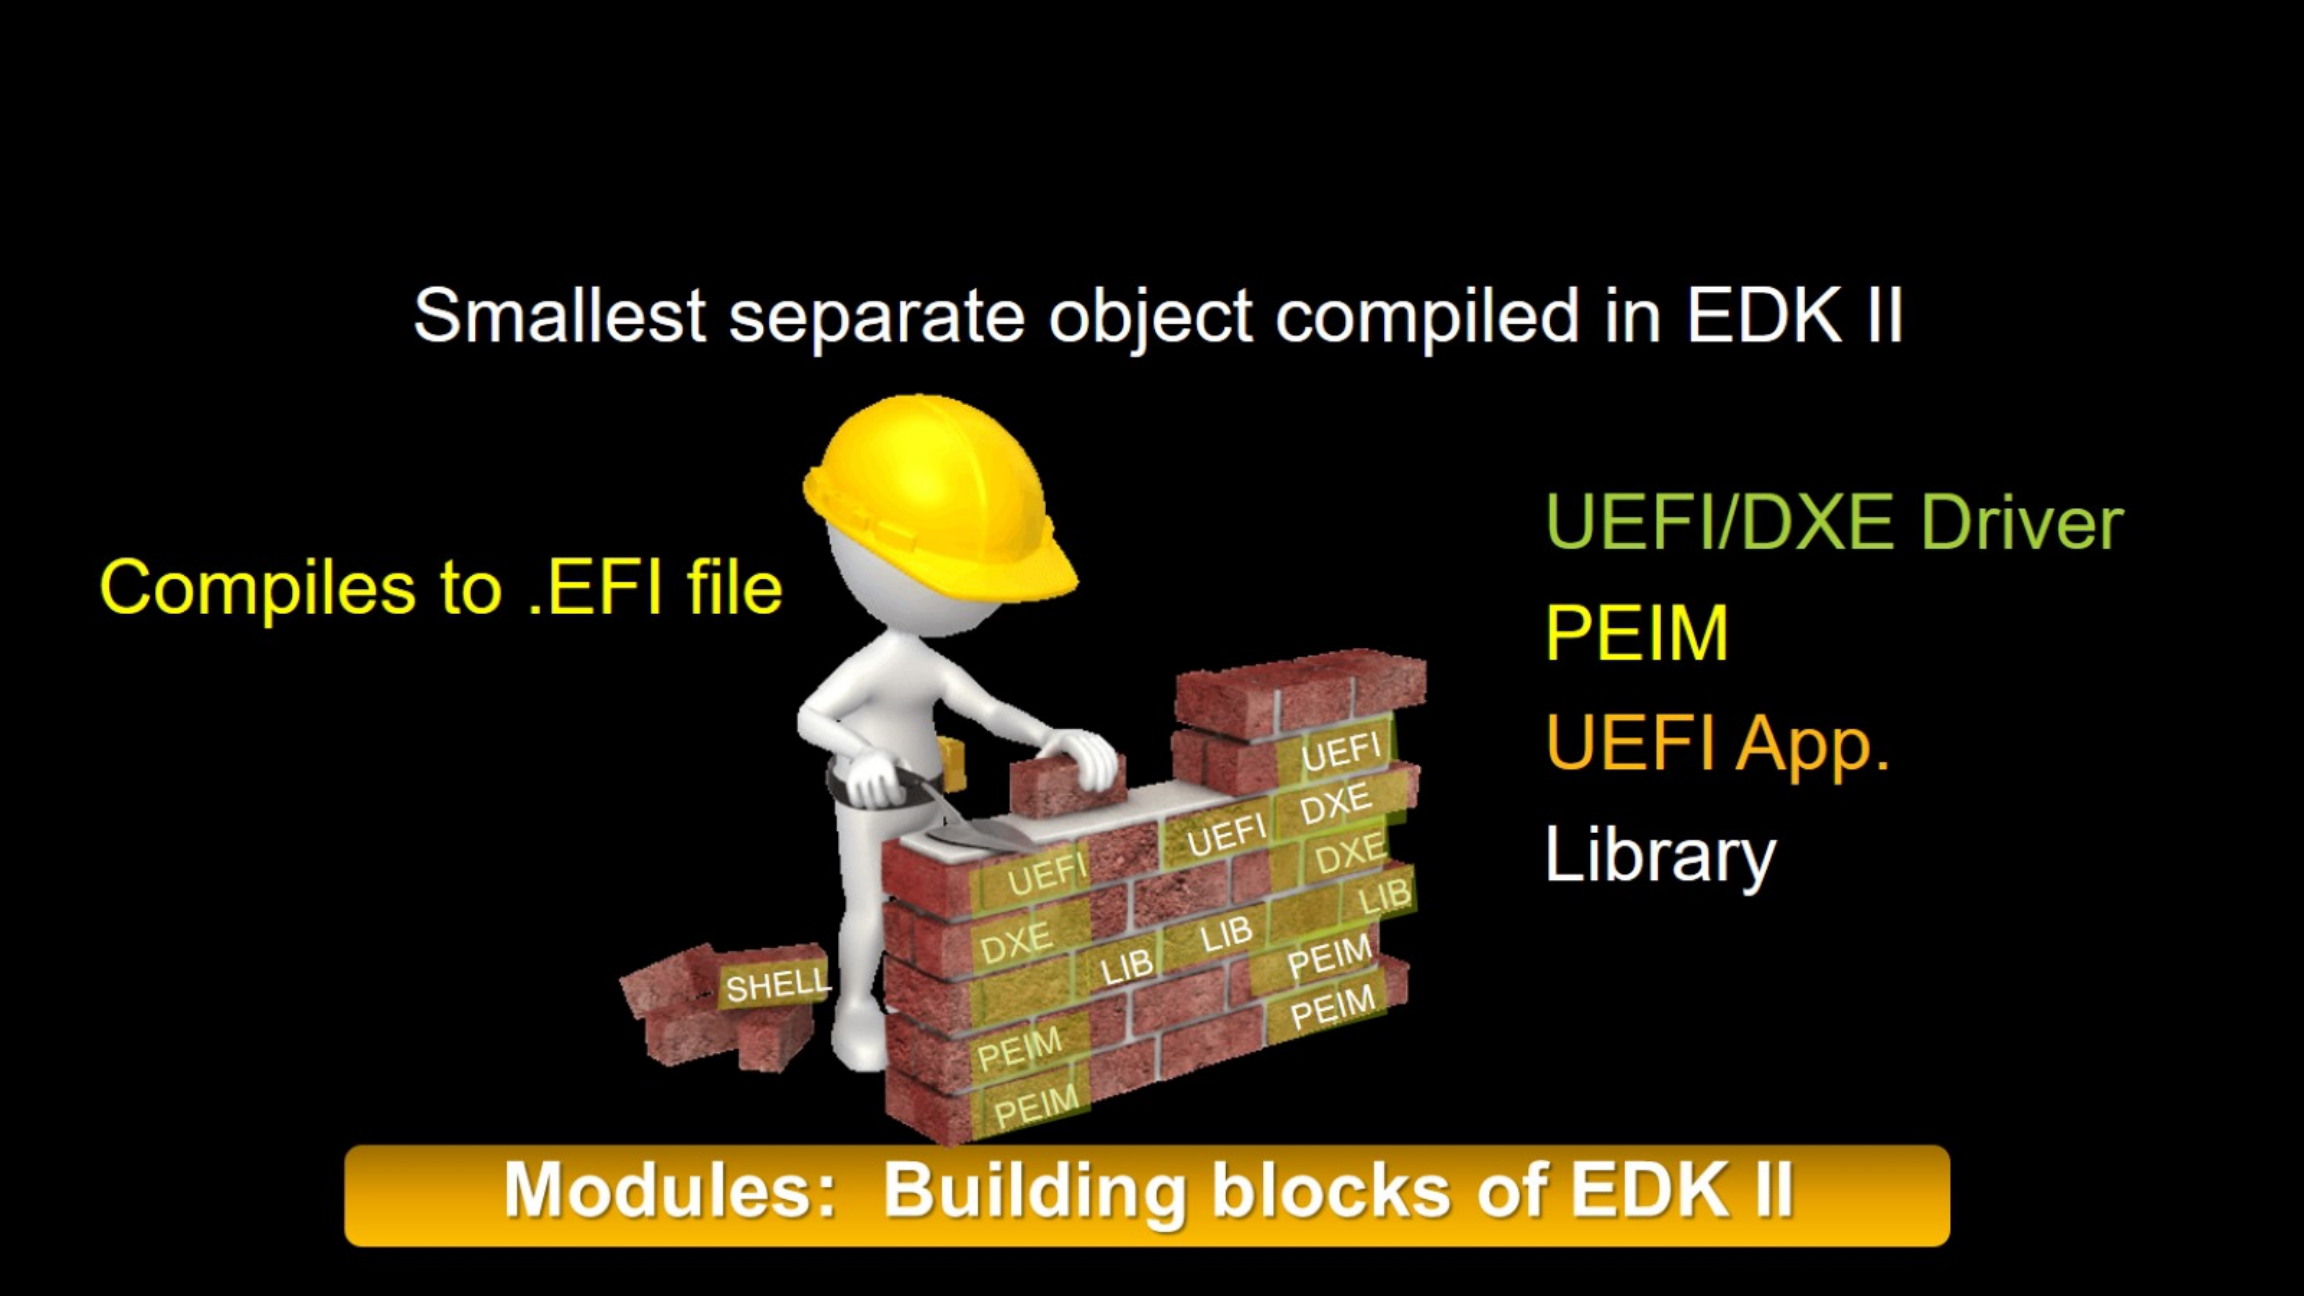 Smallest separate object compiled in EDK II
Compiles to .EFI file
UEFI/DXE Driver
PEIM
UEFI App.
Library
UEFI
DXE
UEFI
DXE
UEFI
LIB
DXE
LIB
LIB
PEIM
SHELL
PEIM
PEIM
PEIM
Modules: Building blocks of EDK II